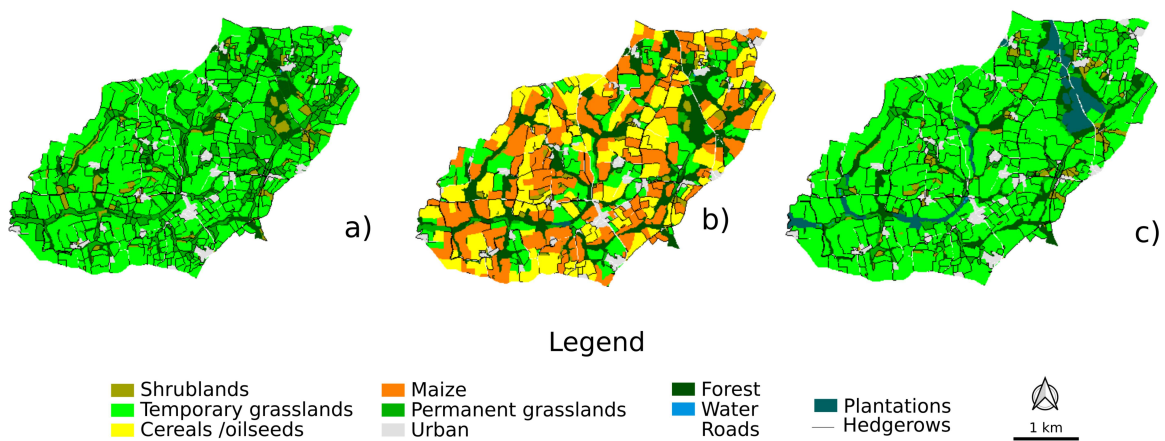 a)
b)
c)
Legend
Shrublands
Temporary grasslands
Cereals /oilseeds
Maize
Permanent grasslands
Urban
Forest
Water
Roads
Plantations
Hedgerows
1 km